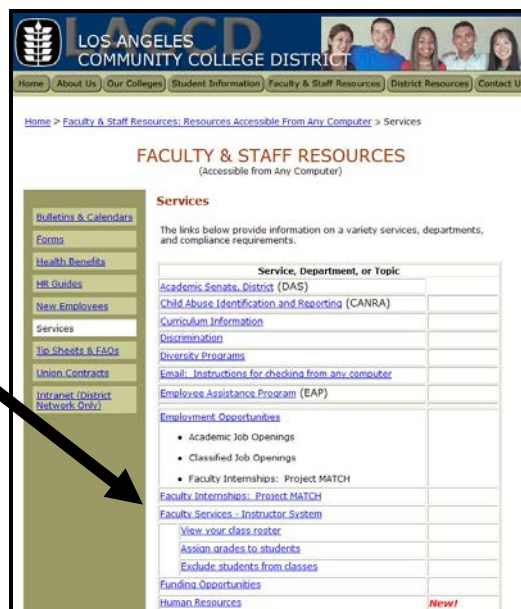 LACCD
LOS ANGELES
COMMUNITY COLLEGE DISTRICT
Home About Us Our Colleges Student Information Faculty & Staff Resources District Resources Contact U
Home > Faculty & Staff Resources: Resources Accessible From Any Computer > Services
FACULTY & STAFF RESOURCES
(Accessible from Any Computer)
Bulletins & Calendars
Forms
Health Benefits
HR Guides
New Employees
Services
Tip Sheets & FAQs
Union Contracts
Intranet (District
Network Only)
Services
The links below provide information on a variety services, departments,
and compliance requirements.
Service, Department, or Topic
Academic Senate, District (DAS)
Child Abuse Identification and Reporting (CANRA)
Curriculum Information
Discrimination
Diversity Programs
Email: Instructions for checking from any computer
Employee Assistance Program (EAP)
Employment Opportunities
• Academic Job Openings
• Classified Job Openings
• Faculty Internships: Project MATCH
Faculty Internships: Project MATCH
Faculty Services - Instructor System
View your class roster
Assign grades to students
Exclude students from classes
Funding Opportunities
Human Resources New!